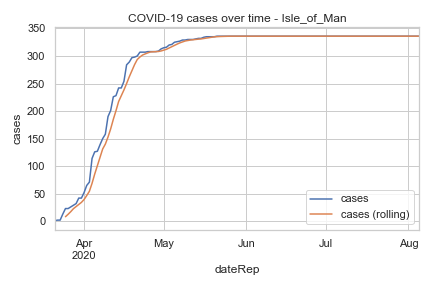 COVID-19 cases over time - Isle_of_Man
350
300
250
200
150
100
50
0
cases
Apr
2020
May
Jun
Jul
Aug
dateRep
cases
cases (rolling)